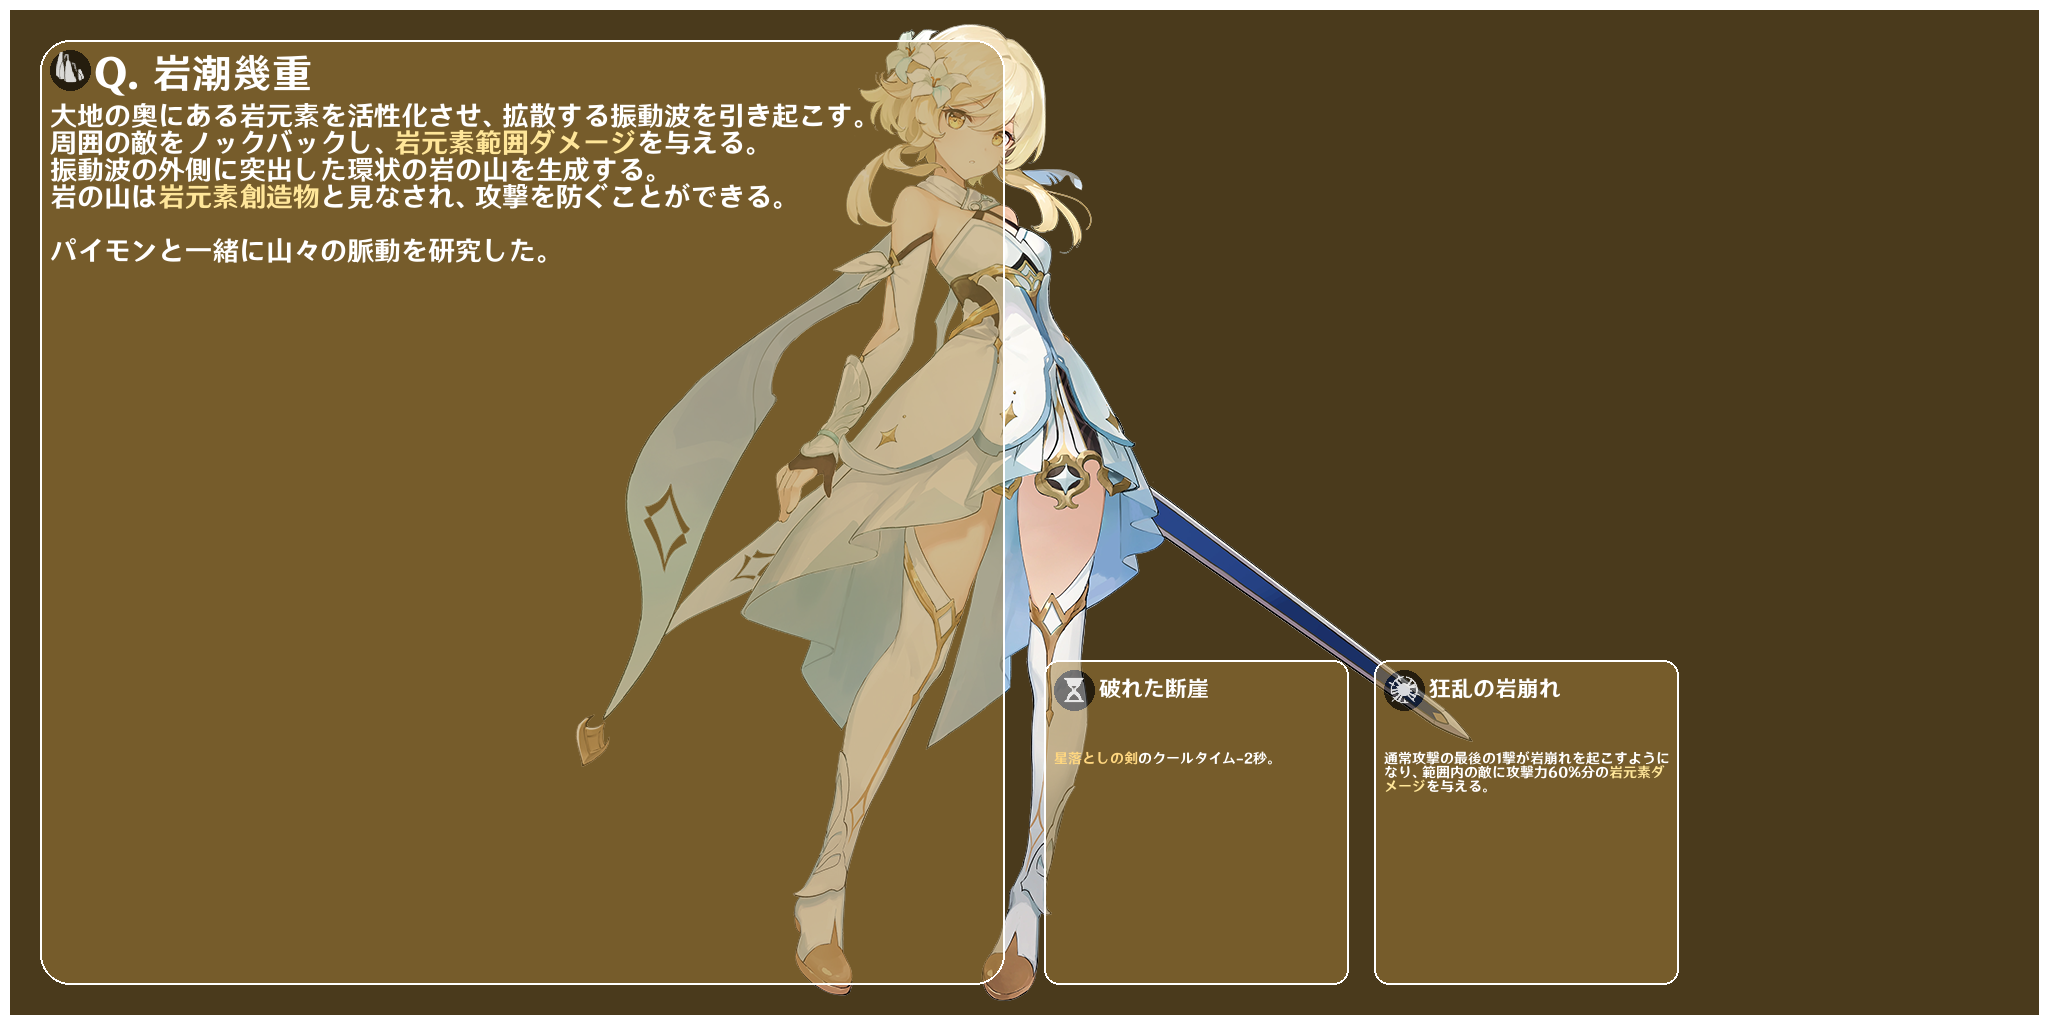 Q. 岩潮幾重
大地の奥にある岩元素を活性化させ、拡散する振動波を引き起こす。
周囲の敵をノックバックし、岩元素範囲ダメージを与える。
振動波の外側に突出した環状の岩の山を生成する。
岩の山は岩元素創造物と見なされ、攻撃を防ぐことができる。
パイモンと一緒に山々の脈動を研究した。
破れた断崖
星落としの剣のクールタイム-2秒。
狂乱の岩崩れ
通常攻撃の最後の1撃が岩崩れを起こすように
なり、範囲内の敵に攻撃力60%分の岩元素ダ
メージを与える。